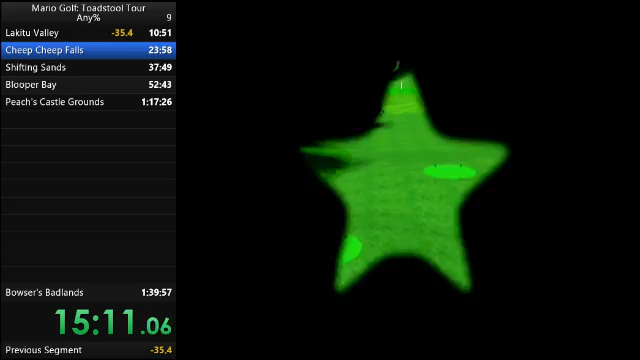 Mario Golf: Toadstool Tour
Any% 9
Lakitu Valley -35.4 10:51
Cheep Cheep Falls 23:58
Shifting Sands 37:49
Blooper Bay 52:43
Peach's Castle Grounds 1:17:26
Bowser's Badlands 1:39:57
15:11.06
Previous Segment -35.4